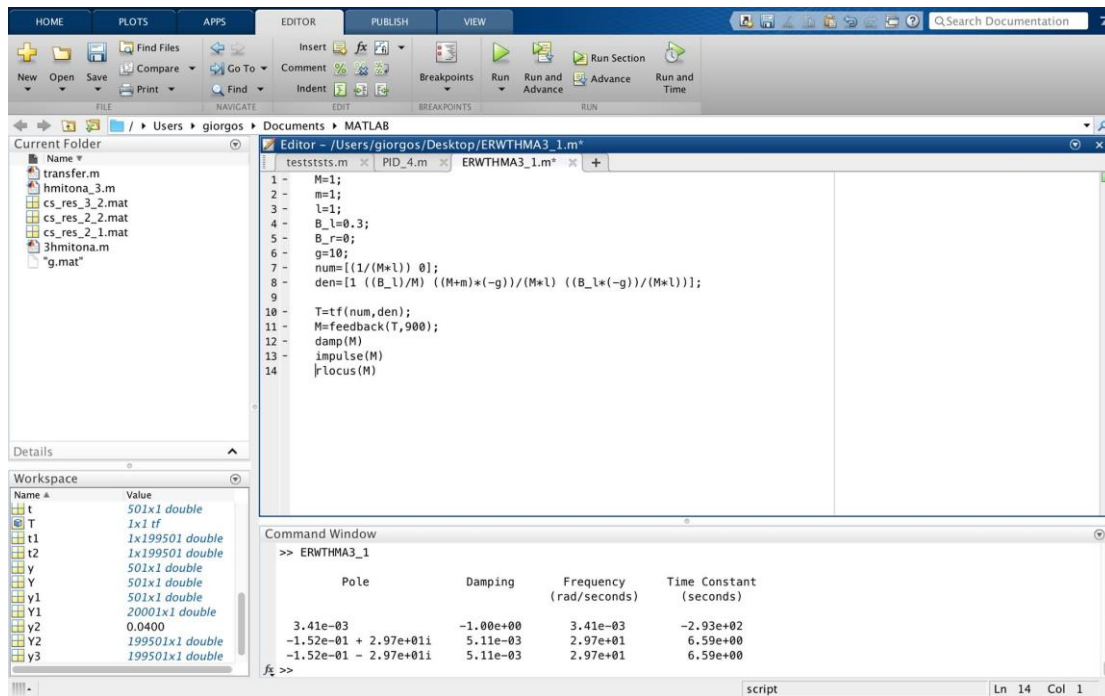 HOME PLOTS APPS EDITOR PUBLISH VIEW
Search Documentation
New Open Save
Find Files
Compare
Print
Go To
Find
Insert fx
Comment
Indent
Breakpoints
Run
Run and Advance
Run Section
Advance
Run and Time
FILE NAVIGATE EDIT BREAKPOINTS RUN
/ Users giorgos Documents MATLAB
Current Folder
Name
transfer.m
hmitona_3.m
cs_res_3_2.mat
cs_res_2_2.mat
cs_res_2_1.mat
3hmitona.m
"g.mat"
Details
Workspace
Name Value
t 501x1 double
T 1x1 tf
t1 1x199501 double
t2 1x199501 double
y 501x1 double
Y 501x1 double
y1 501x1 double
Y1 20001x1 double
y2 0.0400
Y2 199501x1 double
y3 199501x1 double
Editor - /Users/giorgos/Desktop/ERWTHMA3_1.m*
testststs.m PID_4.m ERWTHMA3_1.m* +
1 - M=1;
2 - m=1;
3 - l=1;
4 - B_l=0.3;
5 - B_r=0;
6 - g=10;
7 - num=[(1/(M*l)) 0];
8 - den=[1 ((B_l)/M) ((M+m)*(-g))/(M*l) ((B_l*(-g))/(M*l))];
9
10 - T=tf(num,den);
11 - M=feedback(T,900);
12 - damp(M)
13 - impulse(M)
14 rlocus(M)
Command Window
>> ERWTHMA3_1
Pole Damping Frequency Time Constant
(rad/seconds) (seconds)
3.41e-03 -1.00e+00 3.41e-03 -2.93e+02
-1.52e-01 + 2.97e+01i 5.11e-03 2.97e+01 6.59e+00
-1.52e-01 - 2.97e+01i 5.11e-03 2.97e+01 6.59e+00
fx >>
script Ln 14 Col 1